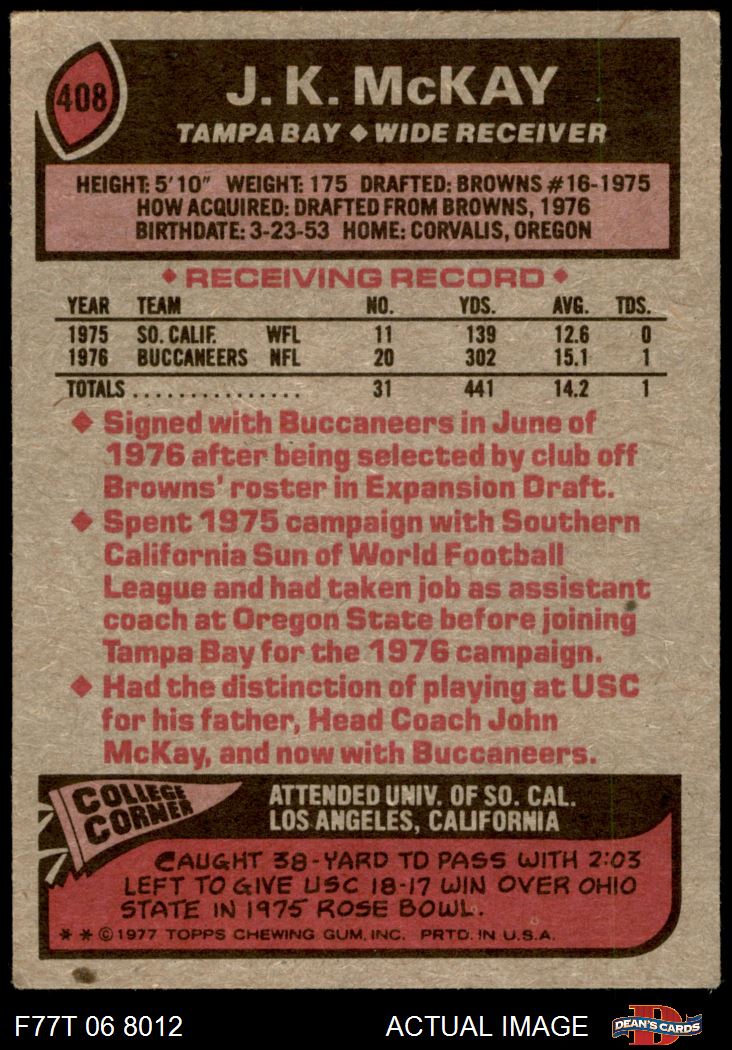 408
J. K. McKAY
TAMPA BAY ◆ WIDE RECEIVER
HEIGHT: 5'10" WEIGHT: 175 DRAFTED: BROWNS #16-1975
HOW ACQUIRED: DRAFTED FROM BROWNS, 1976
BIRTHDATE: 3-23-53 HOME: CORVALIS, OREGON
◆ RECEIVING RECORD ◆
YEAR TEAM NO. YDS. AVG. TDS.
1975 SO. CALIF. WFL 11 139 12.6 0
1976 BUCCANEERS NFL 20 302 15.1 1
TOTALS ............... 31 441 14.2 1
◆ Signed with Buccaneers in June of
1976 after being selected by club off
Browns' roster in Expansion Draft.
◆ Spent 1975 campaign with Southern
California Sun of World Football
League and had taken job as assistant
coach at Oregon State before joining
Tampa Bay for the 1976 campaign.
◆ Had the distinction of playing at USC
for his father, Head Coach John
McKay, and now with Buccaneers.
COLLEGE
CORNER
ATTENDED UNIV. OF SO. CAL.
LOS ANGELES, CALIFORNIA
CAUGHT 38-YARD TD PASS WITH 2:03
LEFT TO GIVE USC 18-17 WIN OVER OHIO
STATE IN 1975 ROSE BOWL.
* * © 1977 TOPPS CHEWING GUM, INC. PRTD. IN U.S.A.
F77T 06 8012 ACTUAL IMAGE
D
DEAN'S CARDS